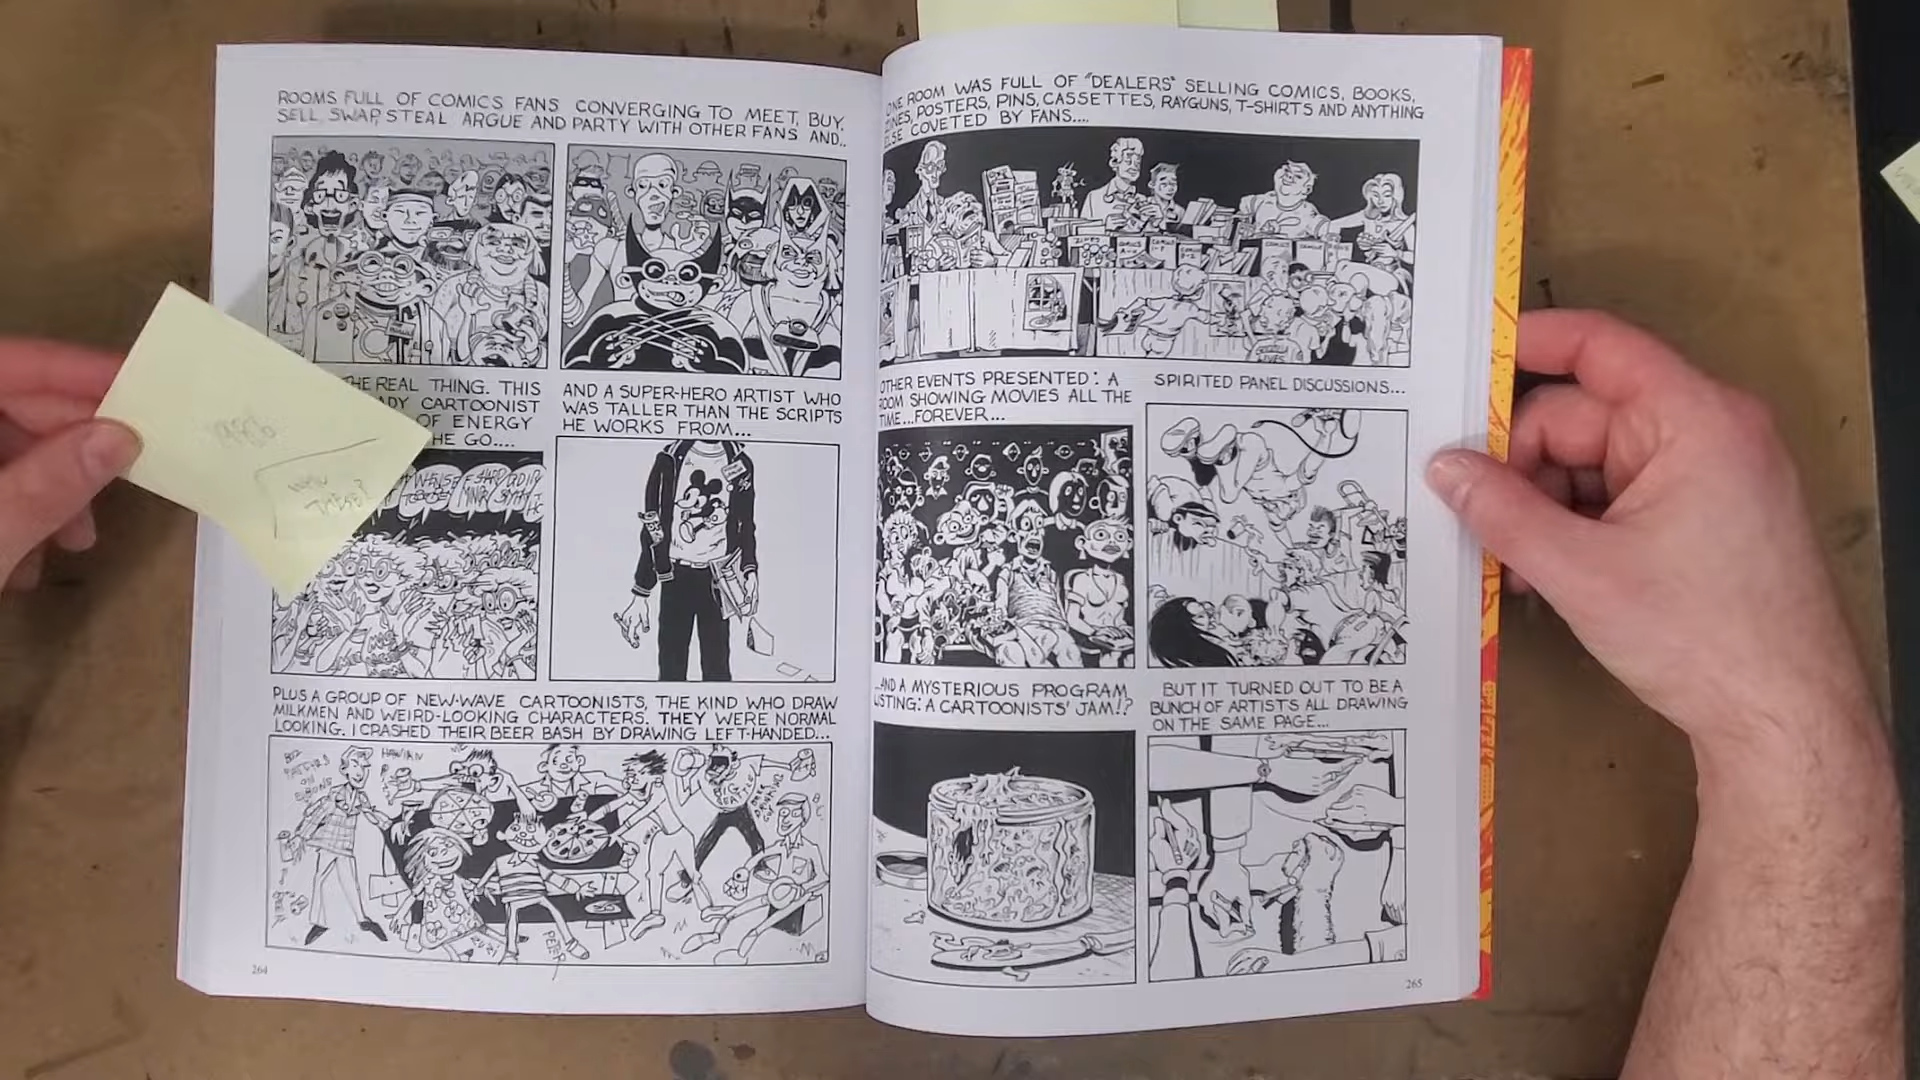 ROOMS FULL OF COMICS FANS CONVERGING TO MEET, BUY,
SELL, SWAP, STEAL ARGUE AND PARTY WITH OTHER FANS AND..
THE REAL THING. THIS
CARTOONIST
OF ENERGY
HE GO....
AND A SUPER-HERO ARTIST WHO
WAS TALLER THAN THE SCRIPTS
HE WORKS FROM...
PLUS A GROUP OF NEW-WAVE CARTOONISTS, THE KIND WHO DRAW
MILKMEN AND WEIRD-LOOKING CHARACTERS. THEY WERE NORMAL
LOOKING. I CRASHED THEIR BEER BASH BY DRAWING LEFT-HANDED...
PETER
264
ROOM WAS FULL OF "DEALERS" SELLING COMICS, BOOKS,
POSTERS, PINS, CASSETTES, RAYGUNS, T-SHIRTS AND ANYTHING
ELSE COVETED BY FANS....
OTHER EVENTS PRESENTED: A
ROOM SHOWING MOVIES ALL THE
TIME...FOREVER...
SPIRITED PANEL DISCUSSIONS...
...AND A MYSTERIOUS PROGRAM
LISTING: A CARTOONISTS' JAM!?
BUT IT TURNED OUT TO BE A
BUNCH OF ARTISTS ALL DRAWING
ON THE SAME PAGE...
265